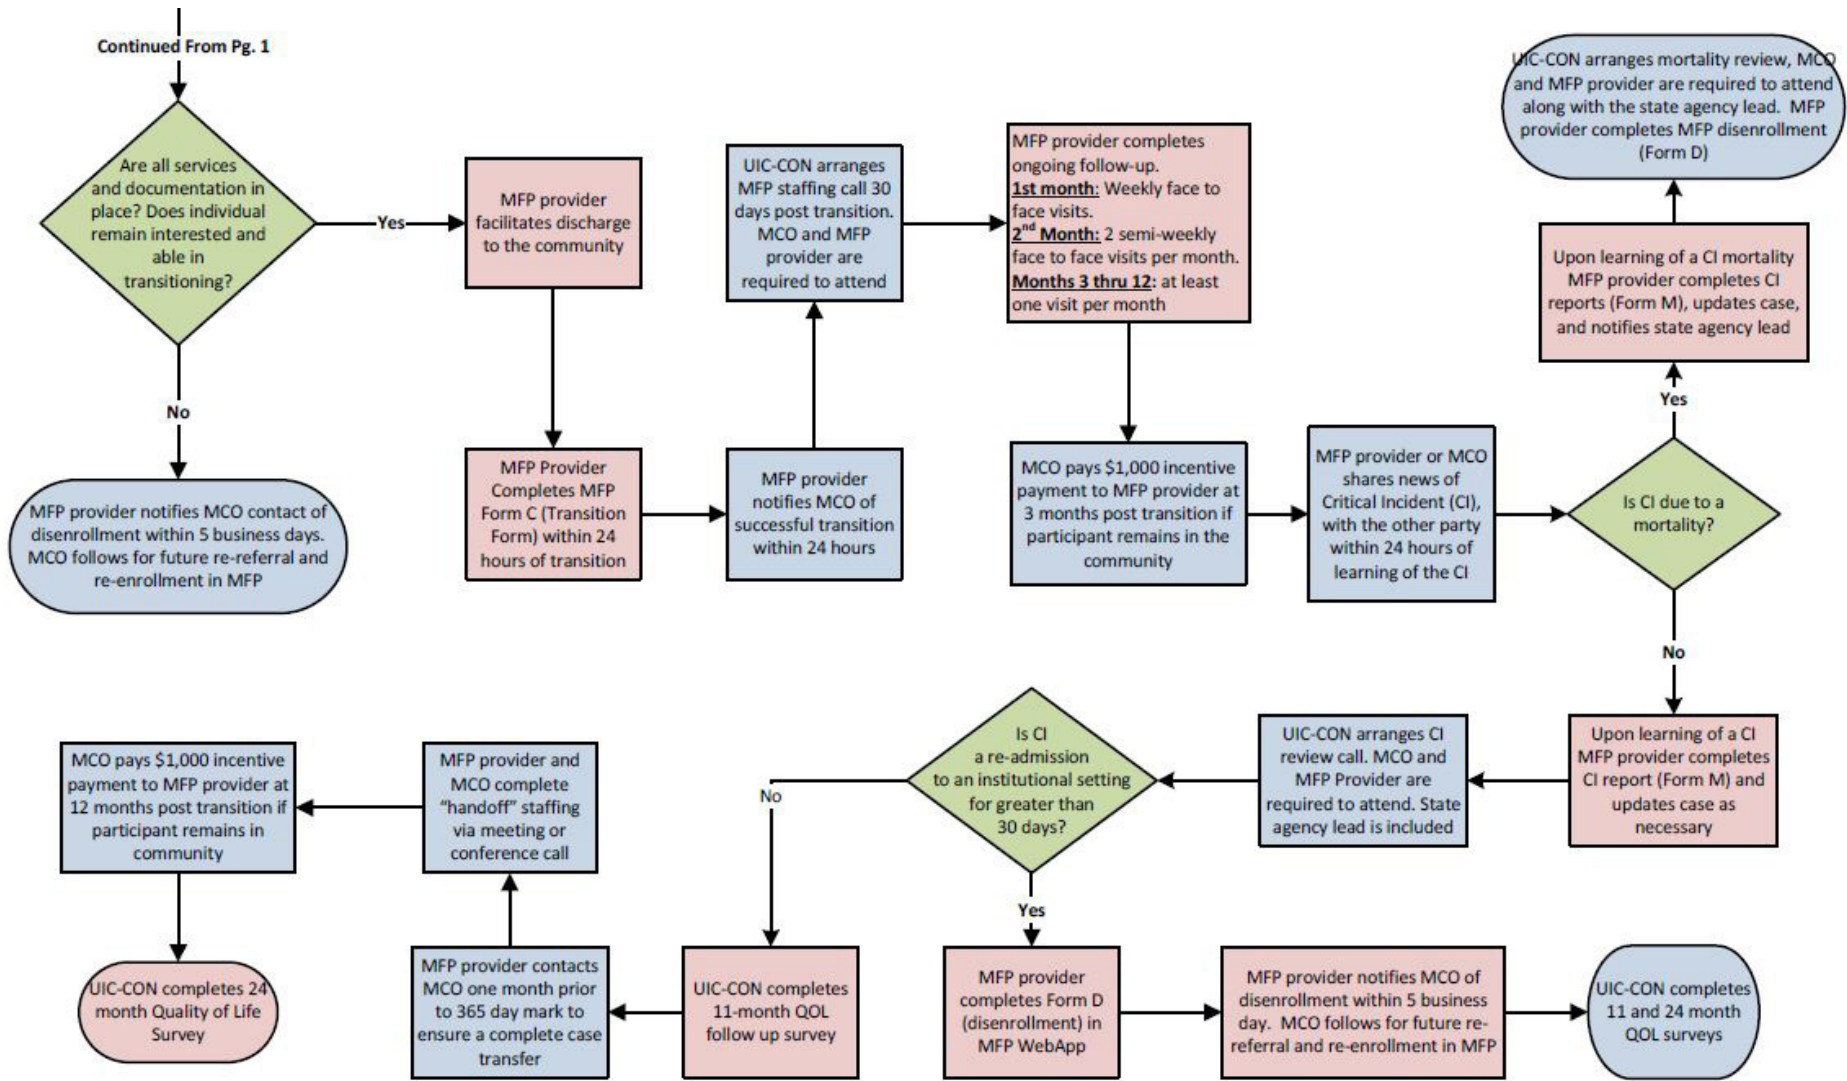 Continued From Pg. 1
Are all services
and documentation in
place? Does individual
remain interested and
able in
transitioning?
Yes
No
MFP provider notifies MCO contact of
disenrollment within 5 business days.
MCO follows for future re-referral and
re-enrollment in MFP
MFP provider
facilitates discharge
to the community
MFP Provider
Completes MFP
Form C (Transition
Form) within 24
hours of transition
MFP provider
notifies MCO of
successful transition
within 24 hours
UIC-CON arranges
MFP staffing call 30
days post transition.
MCO and MFP
provider are
required to attend
MFP provider completes
ongoing follow-up.
1st month: Weekly face to
face visits.
2nd Month: 2 semi-weekly
face to face visits per month.
Months 3 thru 12: at least
one visit per month
MCO pays $1,000 incentive
payment to MFP provider at
3 months post transition if
participant remains in the
community
MFP provider or MCO
shares news of
Critical Incident (CI),
with the other party
within 24 hours of
learning of the CI
Is CI due to a
mortality?
Yes
Upon learning of a CI mortality
MFP provider completes CI
reports (Form M), updates case,
and notifies state agency lead
UIC-CON arranges mortality review, MCO
and MFP provider are required to attend
along with the state agency lead. MFP
provider completes MFP disenrollment
(Form D)
No
Upon learning of a CI
MFP provider completes
CI report (Form M) and
updates case as
necessary
UIC-CON arranges CI
review call. MCO and
MFP Provider are
required to attend. State
agency lead is included
Is CI
a re-admission
to an institutional setting
for greater than
30 days?
Yes
MFP provider
completes Form D
(disenrollment) in
MFP WebApp
MFP provider notifies MCO of
disenrollment within 5 business
day. MCO follows for future re-
referral and re-enrollment in MFP
UIC-CON completes
11 and 24 month
QOL surveys
No
UIC-CON completes
11-month QOL
follow up survey
MFP provider contacts
MCO one month prior
to 365 day mark to
ensure a complete case
transfer
MFP provider and
MCO complete
“handoff” staffing
via meeting or
conference call
MCO pays $1,000 incentive
payment to MFP provider at
12 months post transition if
participant remains in
community
UIC-CON completes 24
month Quality of Life
Survey